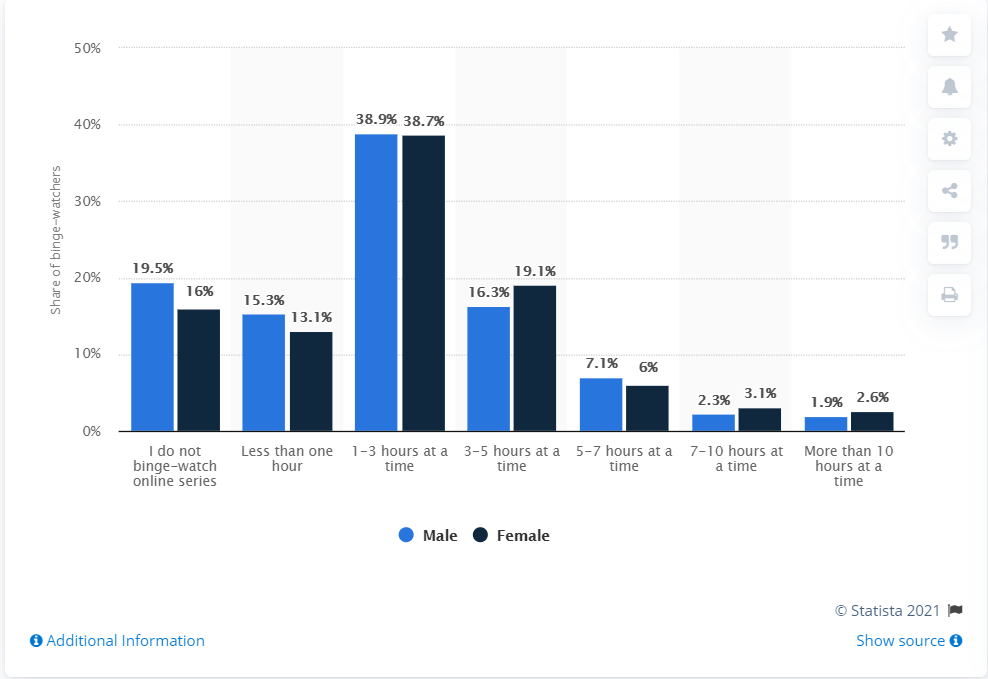 50%
40%
30%
20%
10%
0%
Share of binge-watchers
19.5%
16%
15.3%
13.1%
38.9%
38.7%
16.3%
19.1%
7.1%
6%
2.3%
3.1%
1.9%
2.6%
I do not
binge-watch
online series
Less than one
hour
1-3 hours at a
time
3-5 hours at a
time
5-7 hours at a
time
7-10 hours at
a time
More than 10
hours at a
time
Male Female
© Statista 2021
Additional Information
Show source